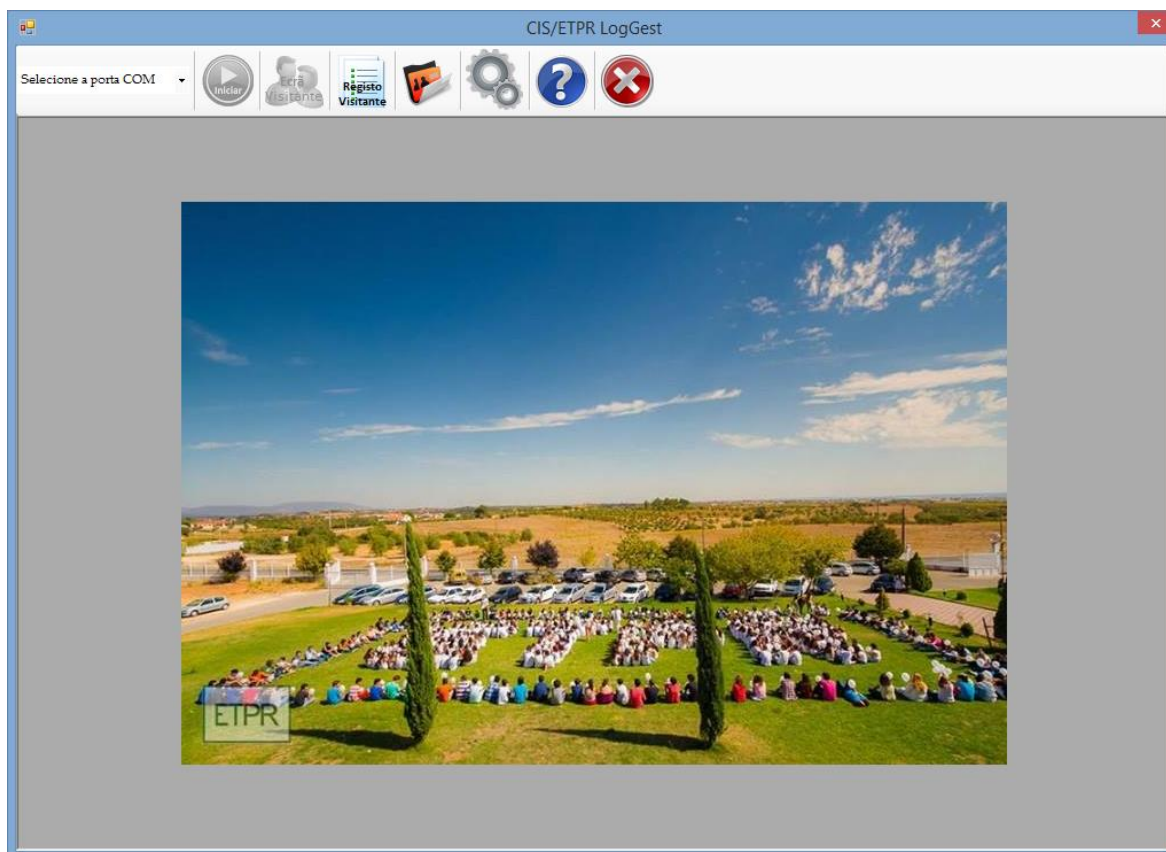 CIS/ETPR LogGest
Selecione a porta COM
Iniciar
Ecrã
Visitante
Registo
Visitante
ETPR